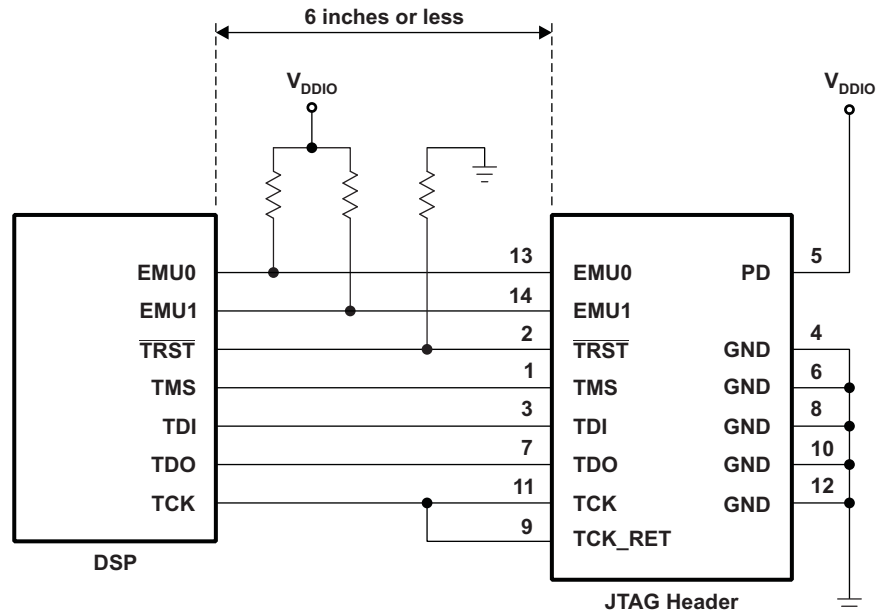 6 inches or less
V_DDIO
V_DDIO
EMU0 13 EMU0 PD 5
EMU1 14 EMU1
T̅R̅S̅T̅ 2 T̅R̅S̅T̅ GND 4
TMS 1 TMS GND 6
TDI 3 TDI GND 8
TDO 7 TDO GND 10
TCK 11 TCK GND 12
9 TCK_RET
DSP
JTAG Header